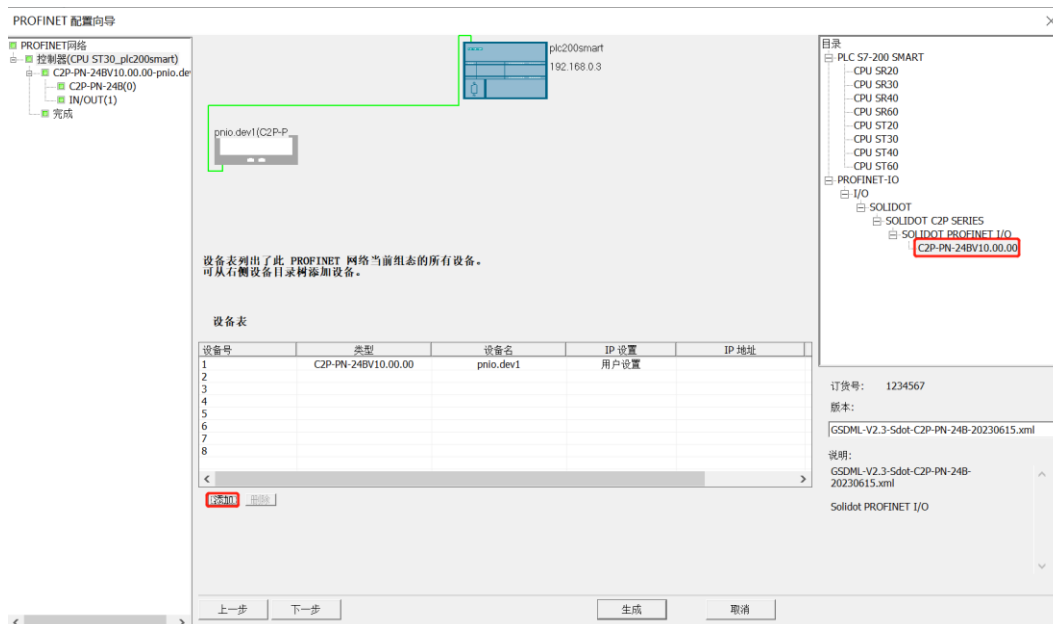 PROFINET 配置向导
PROFINET网络
控制器(CPU ST30_plc200smart)
C2P-PN-24BV10.00.00-pnio.de
C2P-PN-24B(0)
IN/OUT(1)
完成
plc200smart
192.168.0.3
pnio.dev1(C2P-P
设备表列出了此 PROFINET 网络当前组态的所有设备。
可从右侧设备目录树添加设备。
设备表
设备号 类型 设备名 IP 设置 IP 地址
1 C2P-PN-24BV10.00.00 pnio.dev1 用户设置
2
3
4
5
6
7
8
添加 删除
上一步 下一步 生成 取消
目录
PLC S7-200 SMART
CPU SR20
CPU SR30
CPU SR40
CPU SR60
CPU ST20
CPU ST30
CPU ST40
CPU ST60
PROFINET-IO
I/O
SOLIDOT
SOLIDOT C2P SERIES
SOLIDOT PROFINET I/O
C2P-PN-24BV10.00.00
订货号: 1234567
版本:
GSDML-V2.3-Sdot-C2P-PN-24B-20230615.xml
说明:
GSDML-V2.3-Sdot-C2P-PN-24B-
20230615.xml
Solidot PROFINET I/O